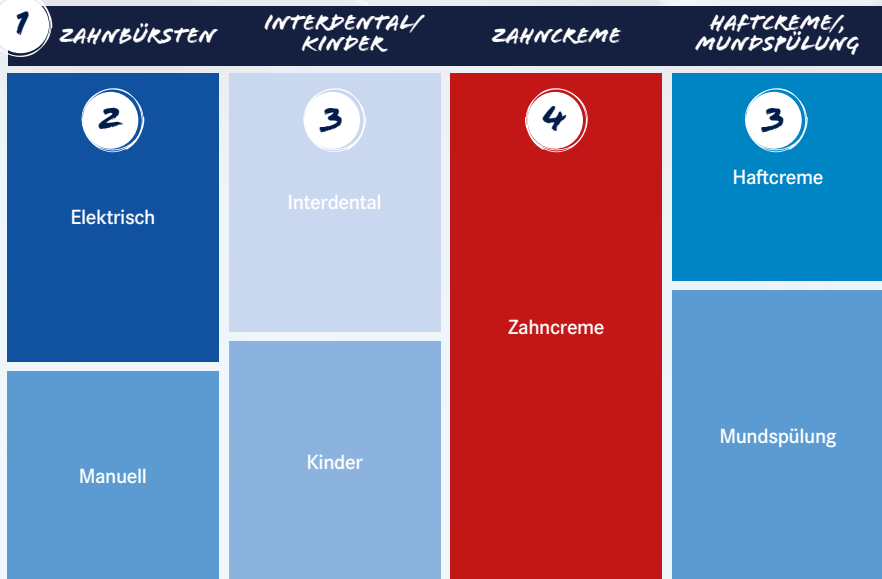 1
ZAHNBÜRSTEN
INTERDENTAL/
KINDER
ZAHNCREME
HAFTCREME/,
MUNDSPÜLUNG
2
Elektrisch
Manuell
3
Interdental
Kinder
4
Zahncreme
3
Haftcreme
Mundspülung